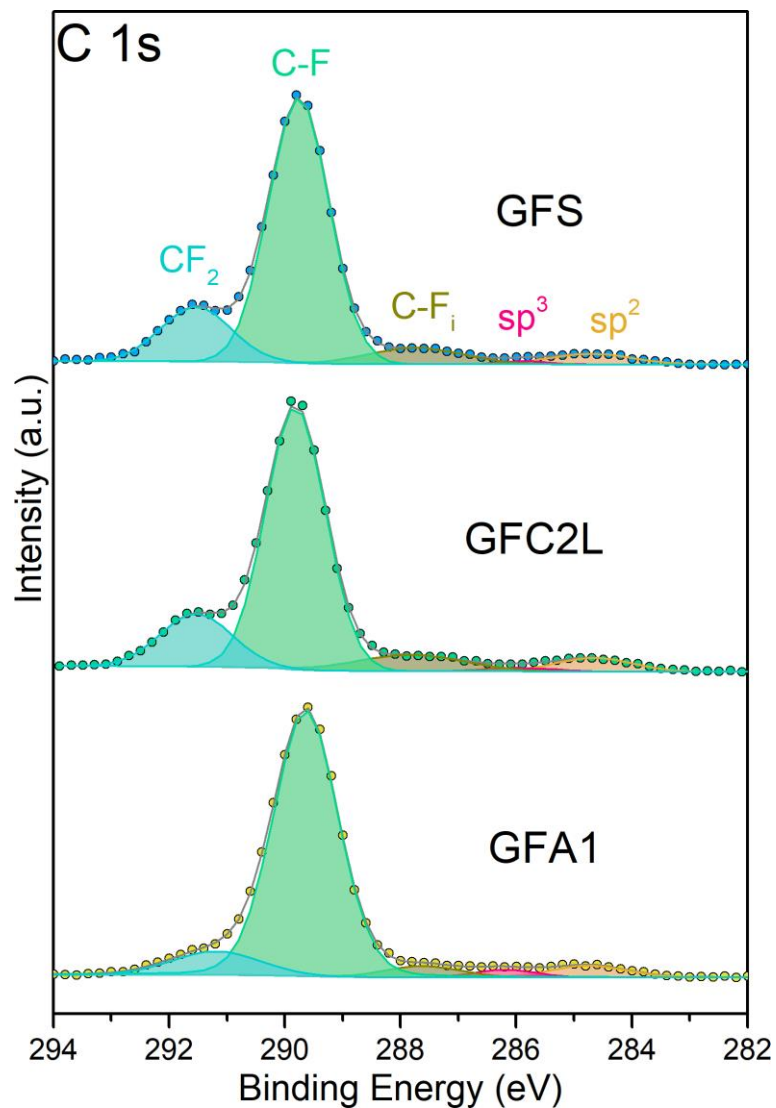 C 1s
C-F
GFS
CF₂
C-Fᵢ
sp³
sp²
GFC2L
GFA1
Intensity (a.u.)
294 292 290 288 286 284 282
Binding Energy (eV)